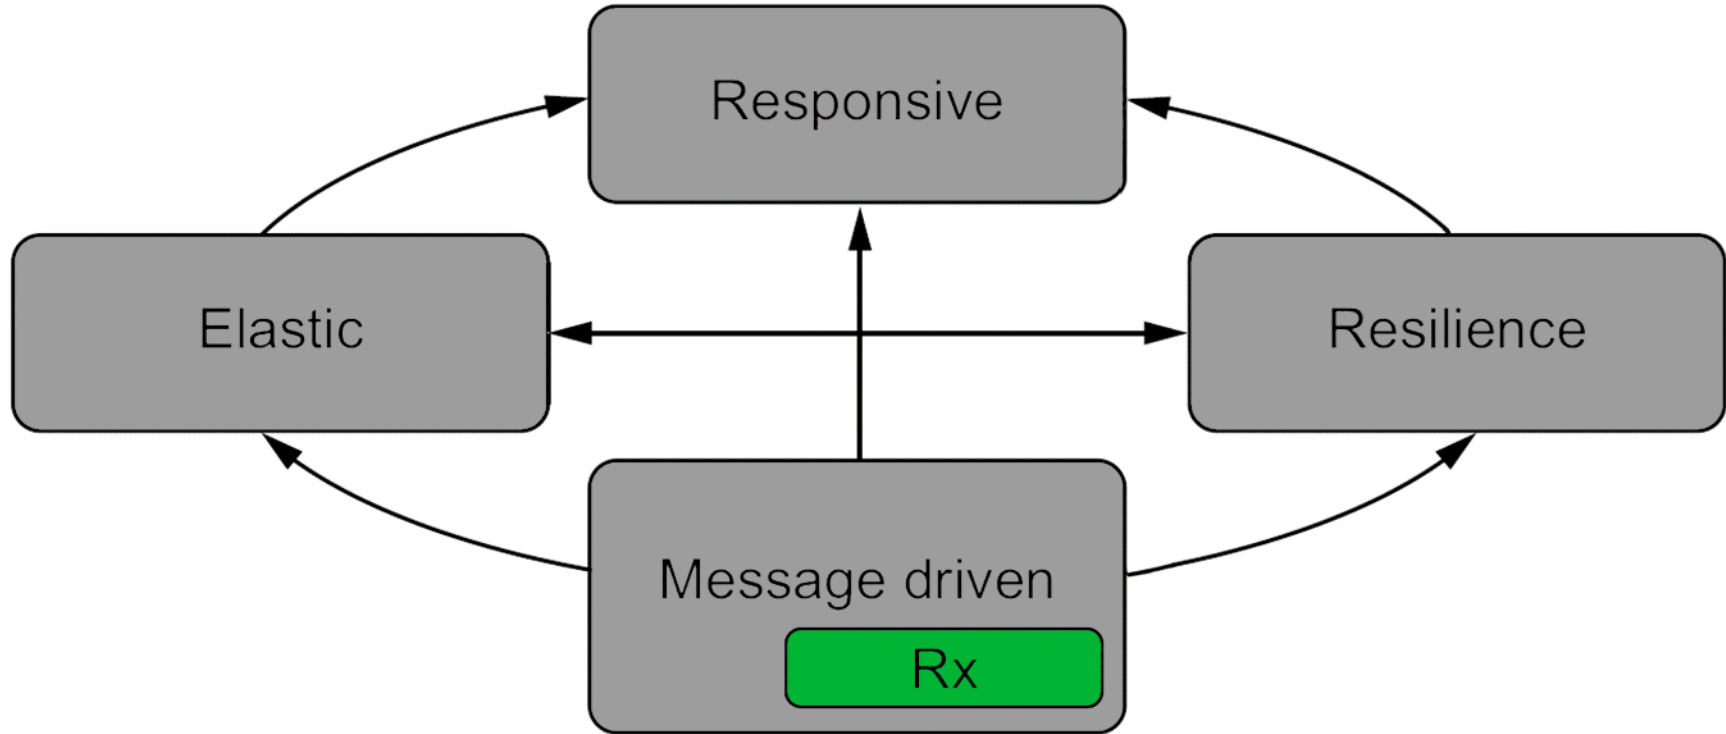 Responsive
Elastic
Resilience
Message driven
Rx